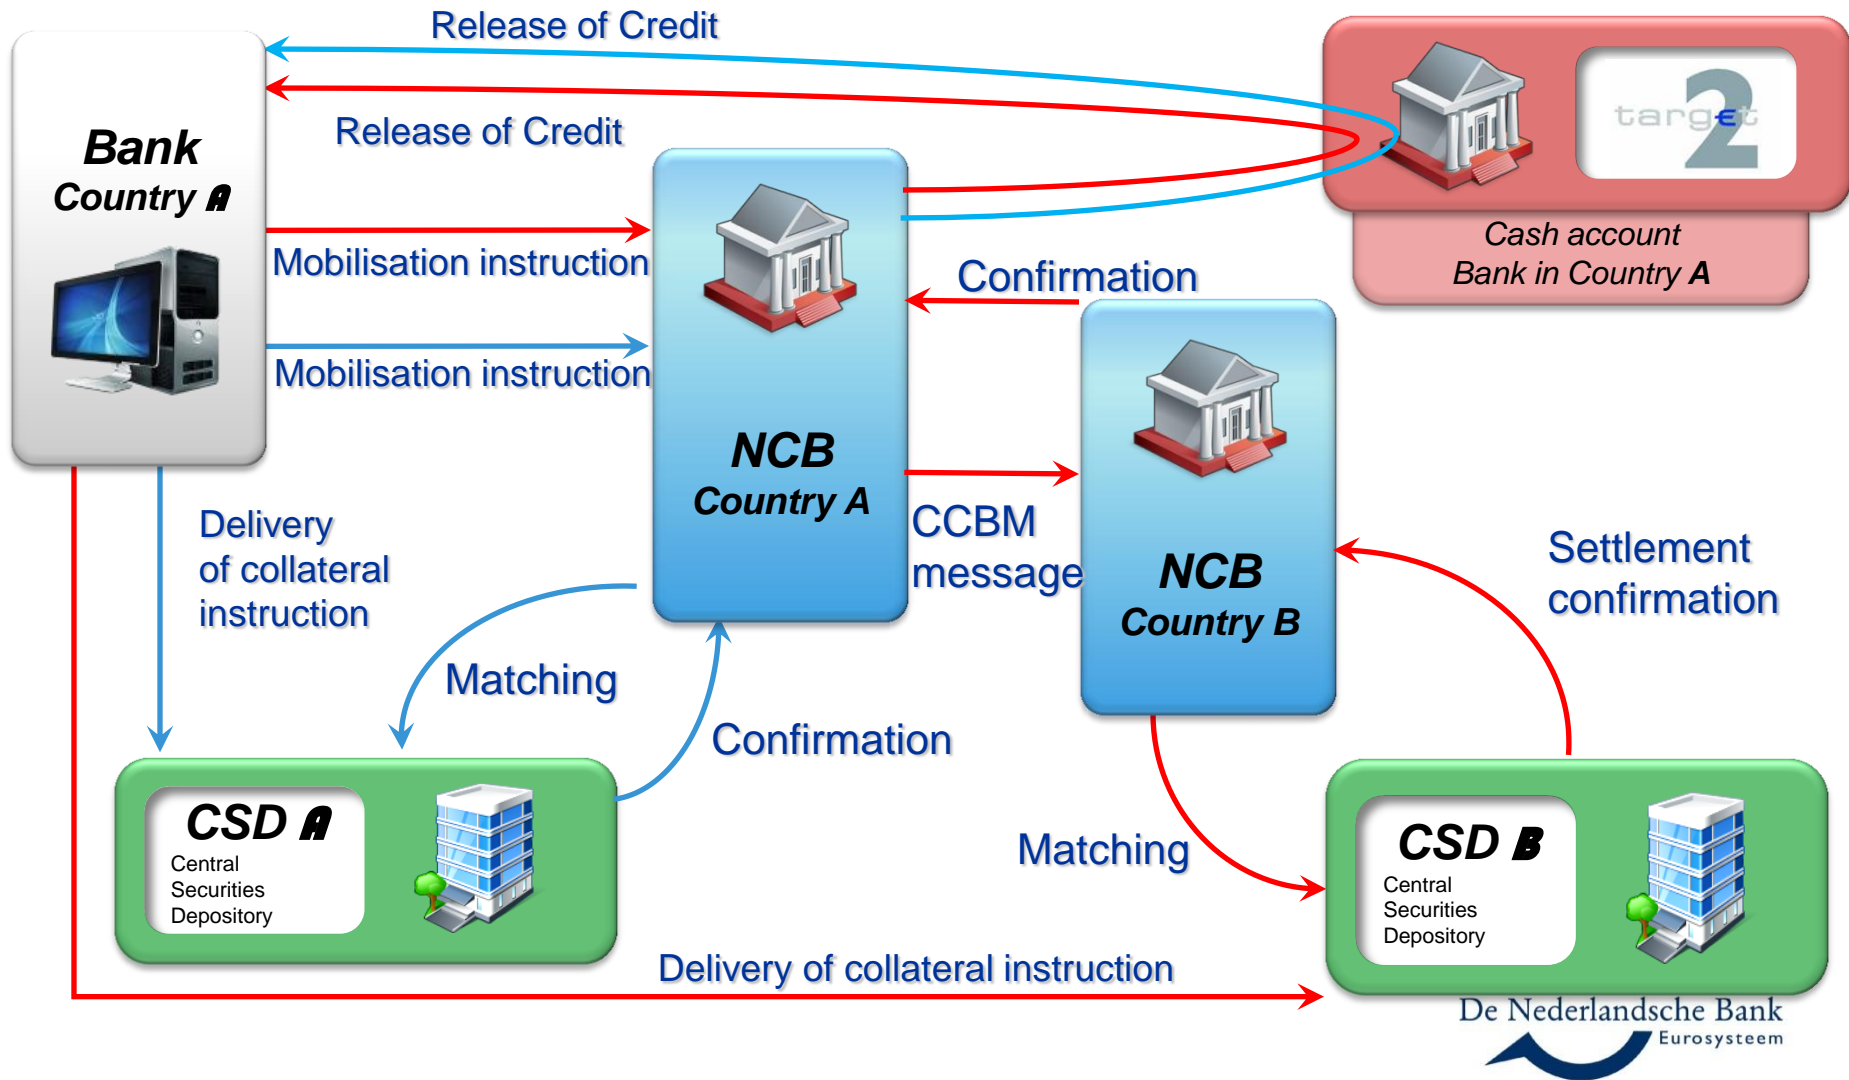 Release of Credit
Release of Credit
Bank
Country A
target
2
Cash account
Bank in Country A
Mobilisation instruction
Confirmation
Mobilisation instruction
NCB
Country A
CCBM
message
NCB
Country B
Delivery
of collateral
instruction
Settlement
confirmation
Matching
Confirmation
CSD A
Central
Securities
Depository
Matching
CSD B
Central
Securities
Depository
Delivery of collateral instruction
De Nederlandsche Bank
Eurosysteem